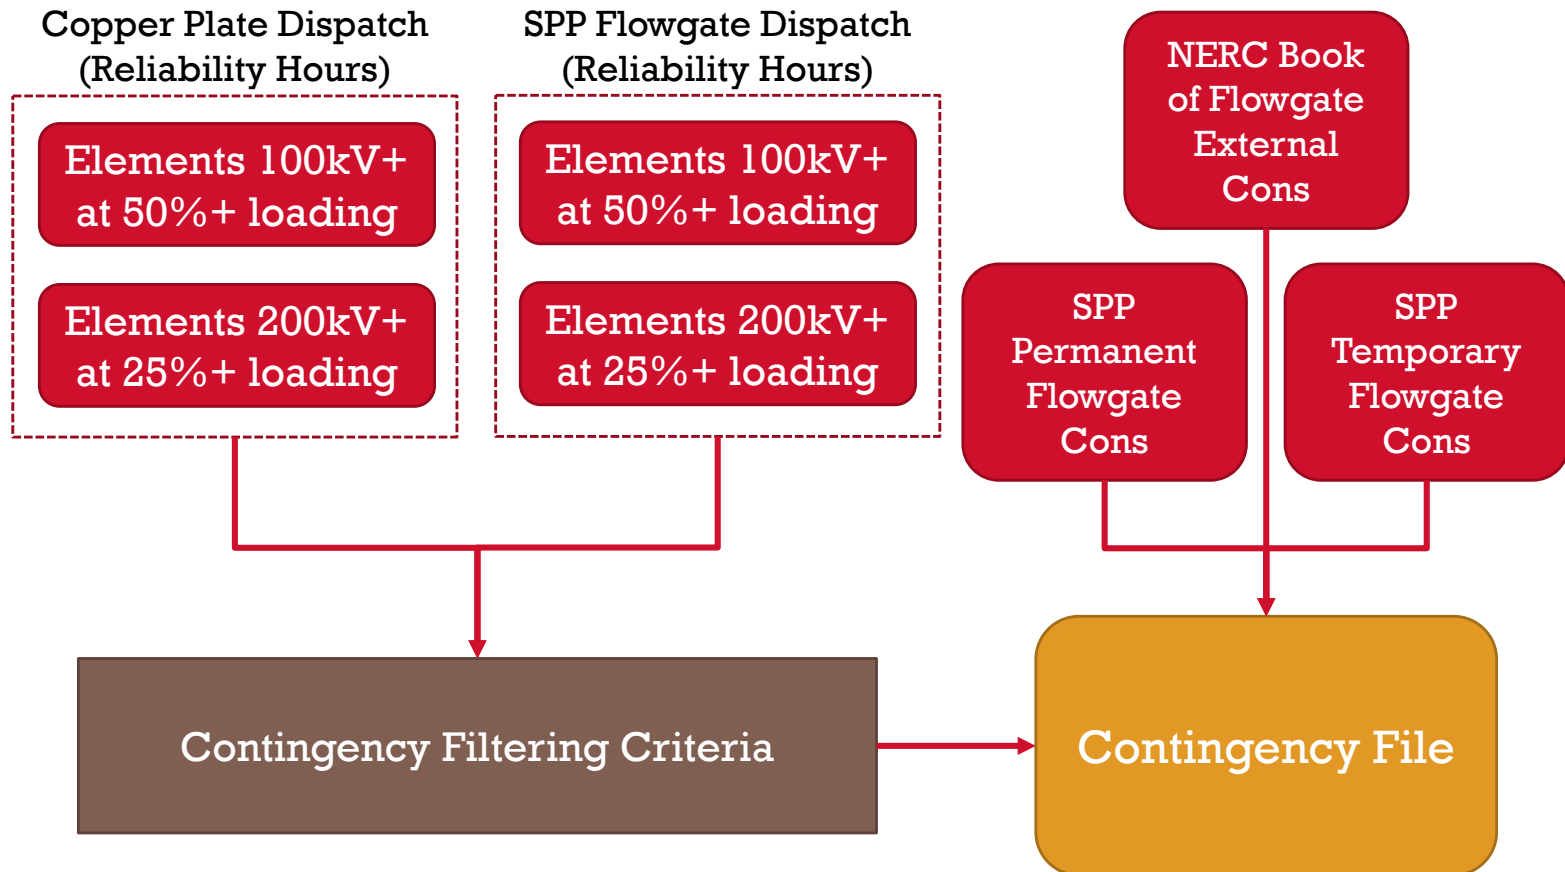 Copper Plate Dispatch
(Reliability Hours)
Elements 100kV+
at 50%+ loading
Elements 200kV+
at 25%+ loading
SPP Flowgate Dispatch
(Reliability Hours)
Elements 100kV+
at 50%+ loading
Elements 200kV+
at 25%+ loading
NERC Book
of Flowgate
External
Cons
SPP
Permanent
Flowgate
Cons
SPP
Temporary
Flowgate
Cons
Contingency Filtering Criteria
Contingency File